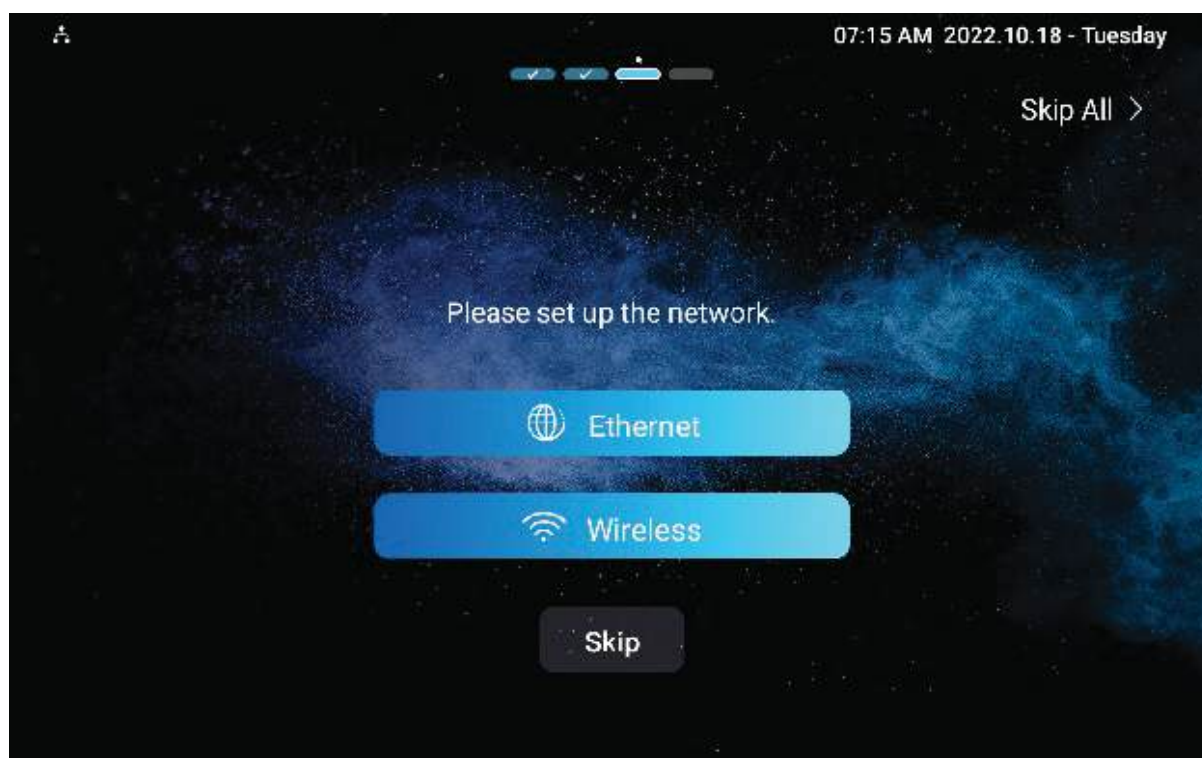 07:15 AM 2022.10.18 - Tuesday
Skip All >
Please set up the network.
Ethernet
Wireless
Skip